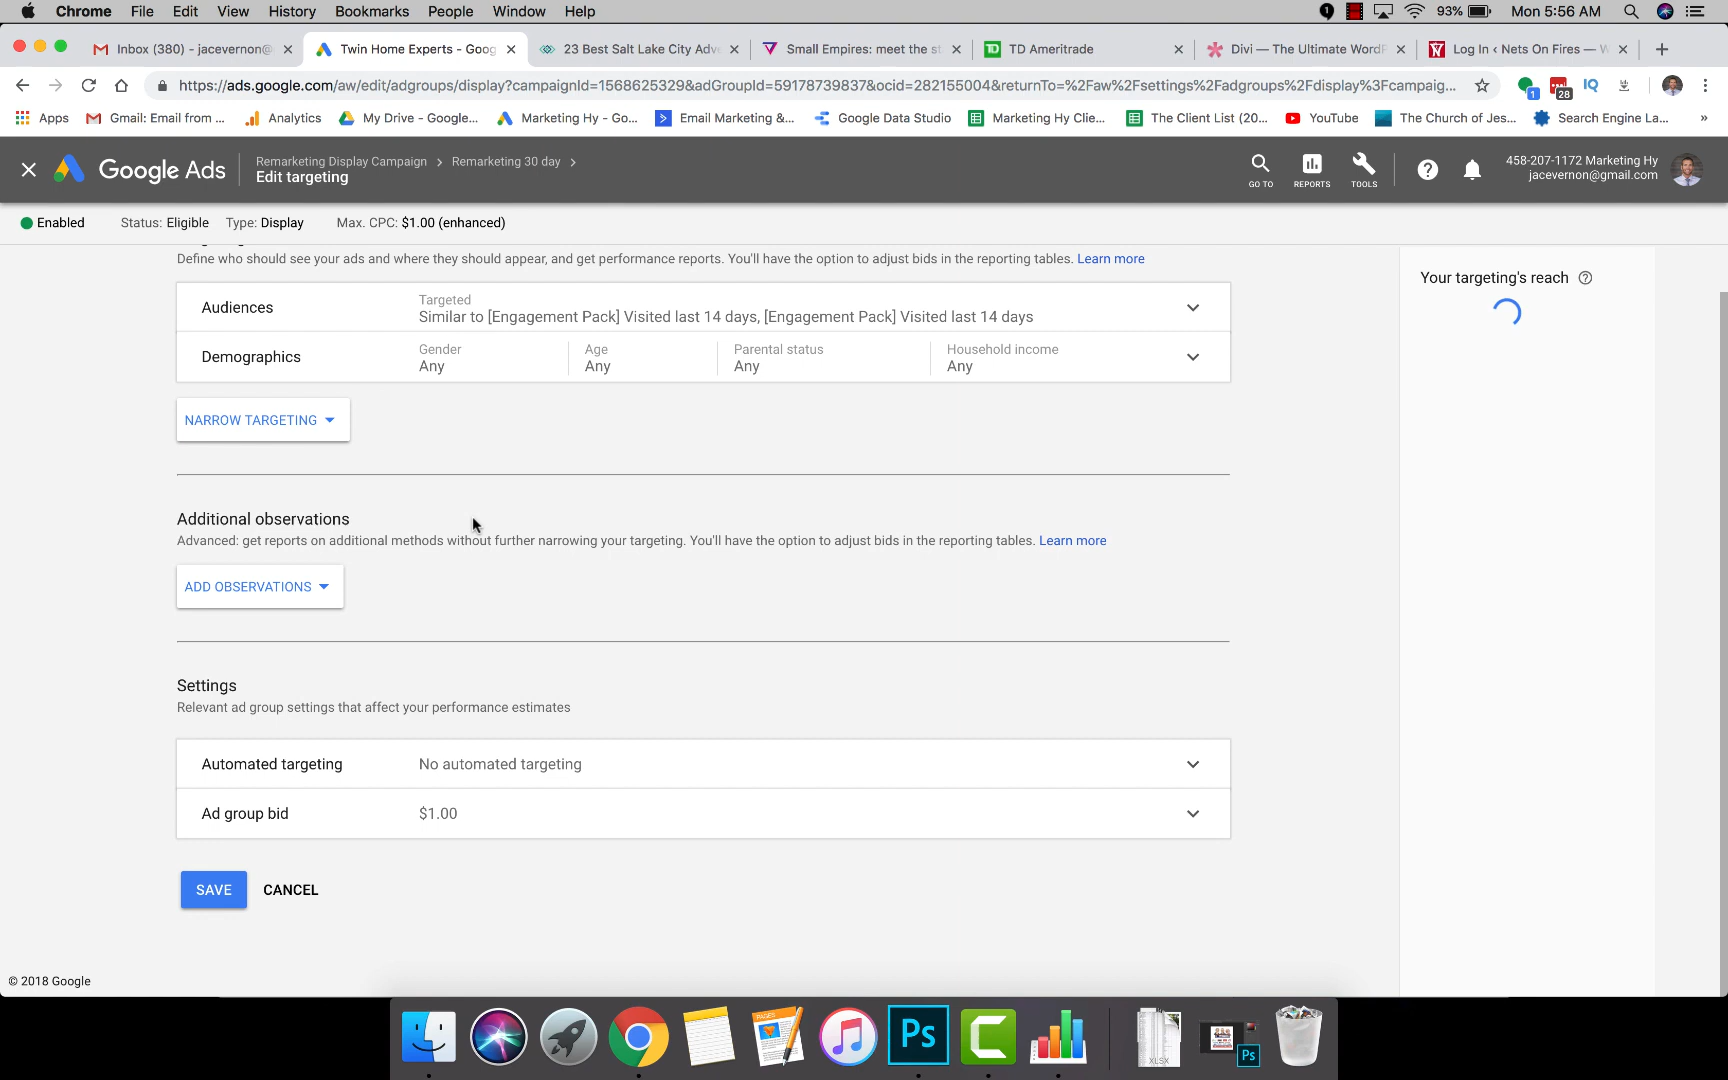 Chrome File Edit View History Bookmarks People Window Help 93% Mon 5:56 AM
Inbox (380) - jacevernon@ Twin Home Experts - Goog 23 Best Salt Lake City Adv Small Empires: meet the st TD Ameritrade Divi — The Ultimate WordP Log In ‹ Nets On Fires — W
https://ads.google.com/aw/edit/adgroups/display?campaignId=1568625329&adGroupId=59178739837&ocid=282155004&returnTo=%2Faw%2Fsettings%2Fadgroups%2Fdisplay%3Fcampaig... 1 28 IQ
Apps Gmail: Email from ... Analytics My Drive - Google... Marketing Hy - Go... Email Marketing &... Google Data Studio Marketing Hy Clie... The Client List (20... YouTube The Church of Jes... Search Engine La... »
Google Ads
Remarketing Display Campaign > Remarketing 30 day >
Edit targeting
GO TO REPORTS TOOLS
458-207-1172 Marketing Hy
jacevernon@gmail.com
Enabled Status: Eligible Type: Display Max. CPC: $1.00 (enhanced)
Define who should see your ads and where they should appear, and get performance reports. You'll have the option to adjust bids in the reporting tables. Learn more
Your targeting's reach
Audiences
Targeted
Similar to [Engagement Pack] Visited last 14 days, [Engagement Pack] Visited last 14 days
Demographics
Gender Age Parental status Household income
Any Any Any Any
NARROW TARGETING
Additional observations
Advanced: get reports on additional methods without further narrowing your targeting. You'll have the option to adjust bids in the reporting tables. Learn more
ADD OBSERVATIONS
Settings
Relevant ad group settings that affect your performance estimates
Automated targeting No automated targeting
Ad group bid $1.00
SAVE CANCEL
© 2018 Google
PAGES
Ps
XLSX
Ps